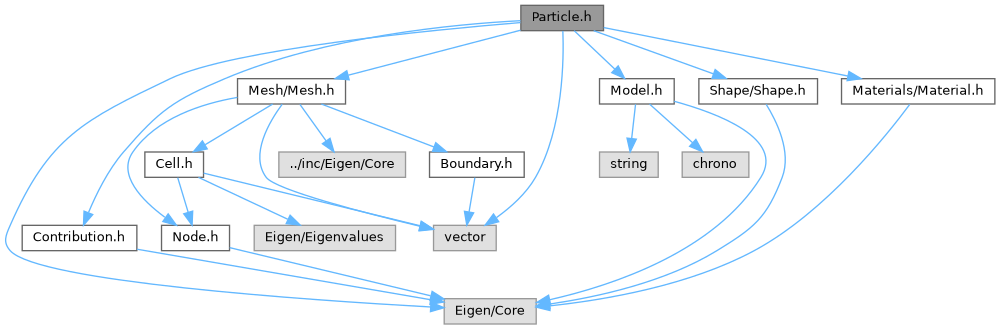 Particle.h
Mesh/Mesh.h
Model.h
Shape/Shape.h
Materials/Material.h
Cell.h
../inc/Eigen/Core
Boundary.h
string
chrono
Contribution.h
Node.h
Eigen/Eigenvalues
vector
Eigen/Core